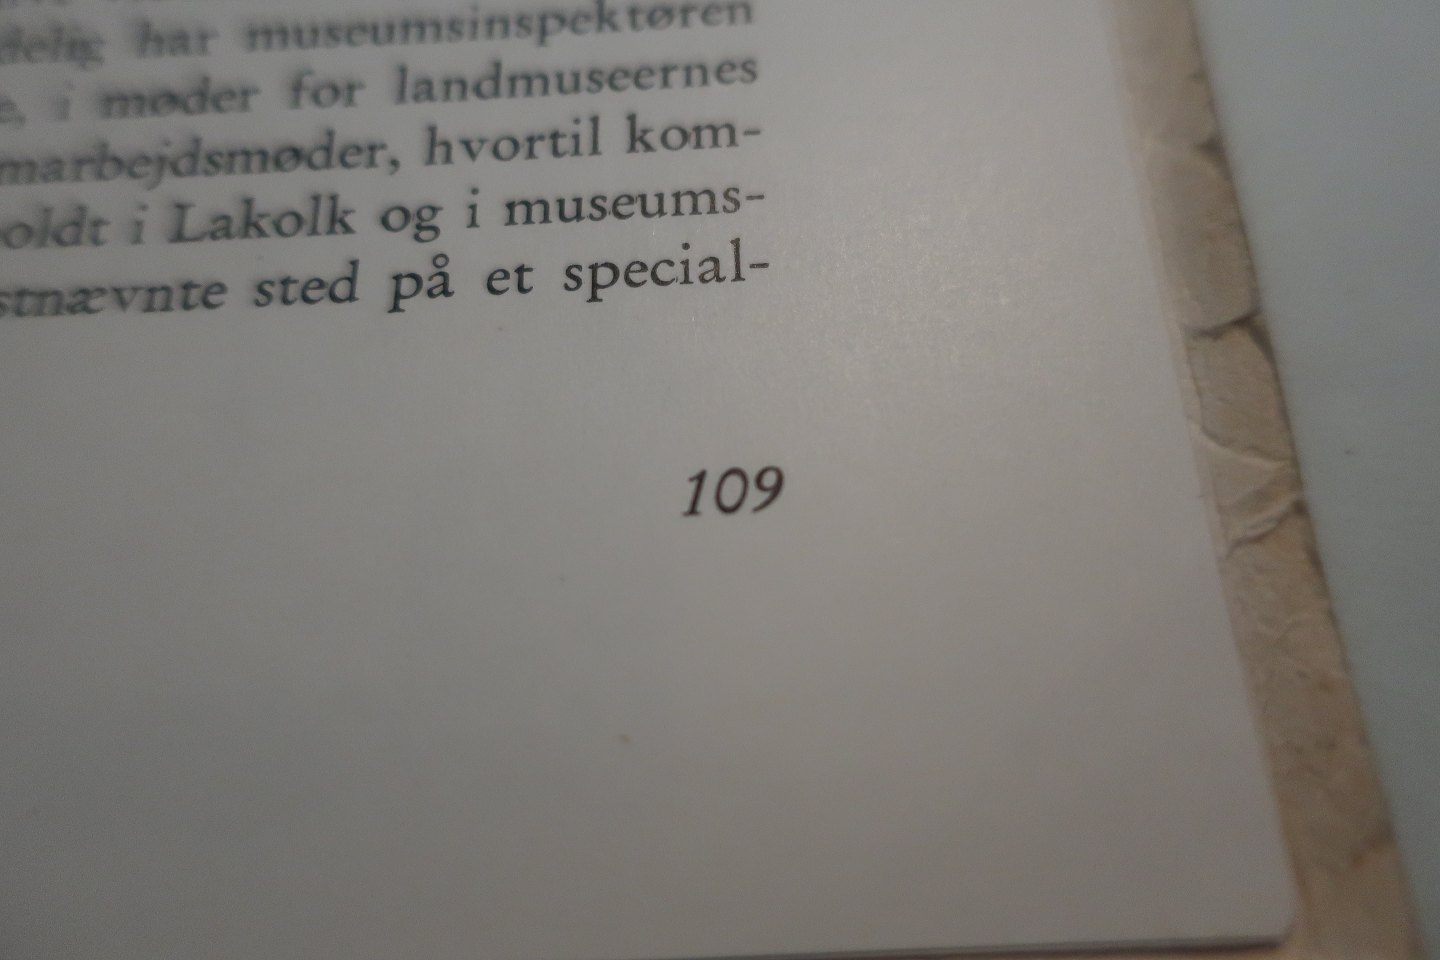 har museumsinspektøren
i møder for landmuseernes
marbejdsmøder, hvortil kom-
oldt i Lakolk og i museums-
stnævnte sted på et special-
109